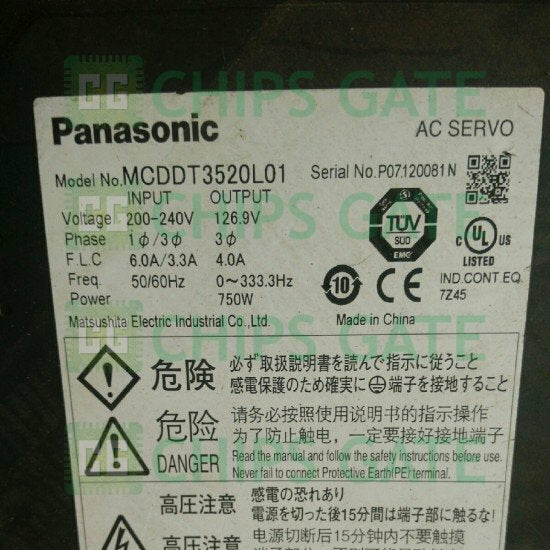 CHIPS GATE
Panasonic
AC SERVO
Model No. MCDDT3520L01 Serial No. P07120081N
INPUT OUTPUT
Voltage 200-240V 126.9V
Phase 1ϕ/3ϕ 3ϕ
F.L.C 6.0A/3.3A 4.0A
Freq. 50/60Hz 0～333.3Hz
Power 750W
Matsushita Electric Industrial Co., Ltd.
Made in China
TÜV
SÜD
EMC
10
CE
c UL US
LISTED
IND.CONT.EQ.
7Z45
危険
必ず取扱説明書を読んで指示に従うこと
感電保護のため確実に⏚端子を接地すること
危险
DANGER
请务必按照使用说明书的指示操作
为了防止触电，一定要接好接地端子
Read the manual and follow the safety instructions before use.
Never fail to connect Protective Earth(PE) terminal.
高圧注意
感電の恐れあり
電源を切った後15分間は端子部に触るな!
高压注意
电源切断后15分钟内不要触摸